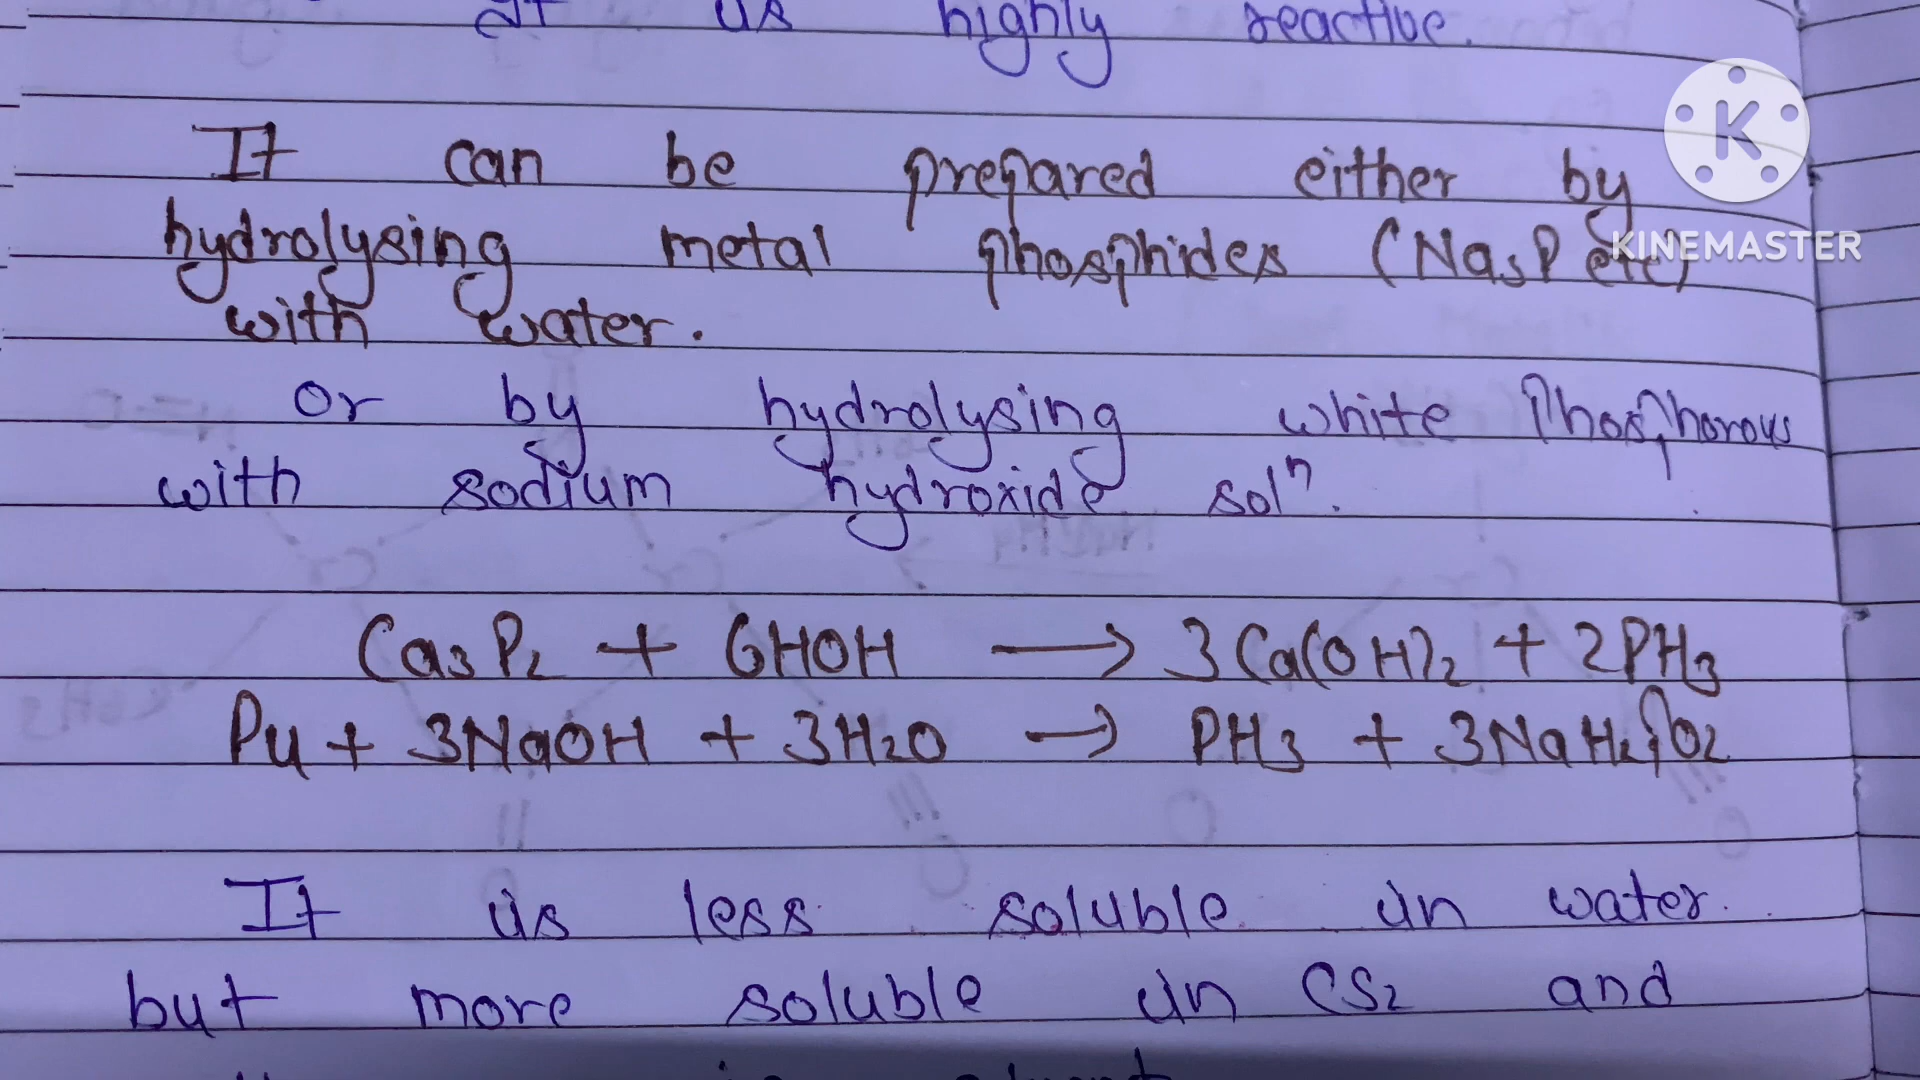 It is highly reactive.
It can be prepared either by
hydrolysing metal phosphides (Na3P etc)
with water.
or by hydrolysing white Phosphorous
with sodium hydroxide solⁿ.
Ca3P2 + 6HOH → 3Ca(OH)2 + 2PH3
P4 + 3NaOH + 3H2O → PH3 + 3NaH2PO2
It is less soluble in water.
but more soluble in CS2 and
K
KINEMASTER